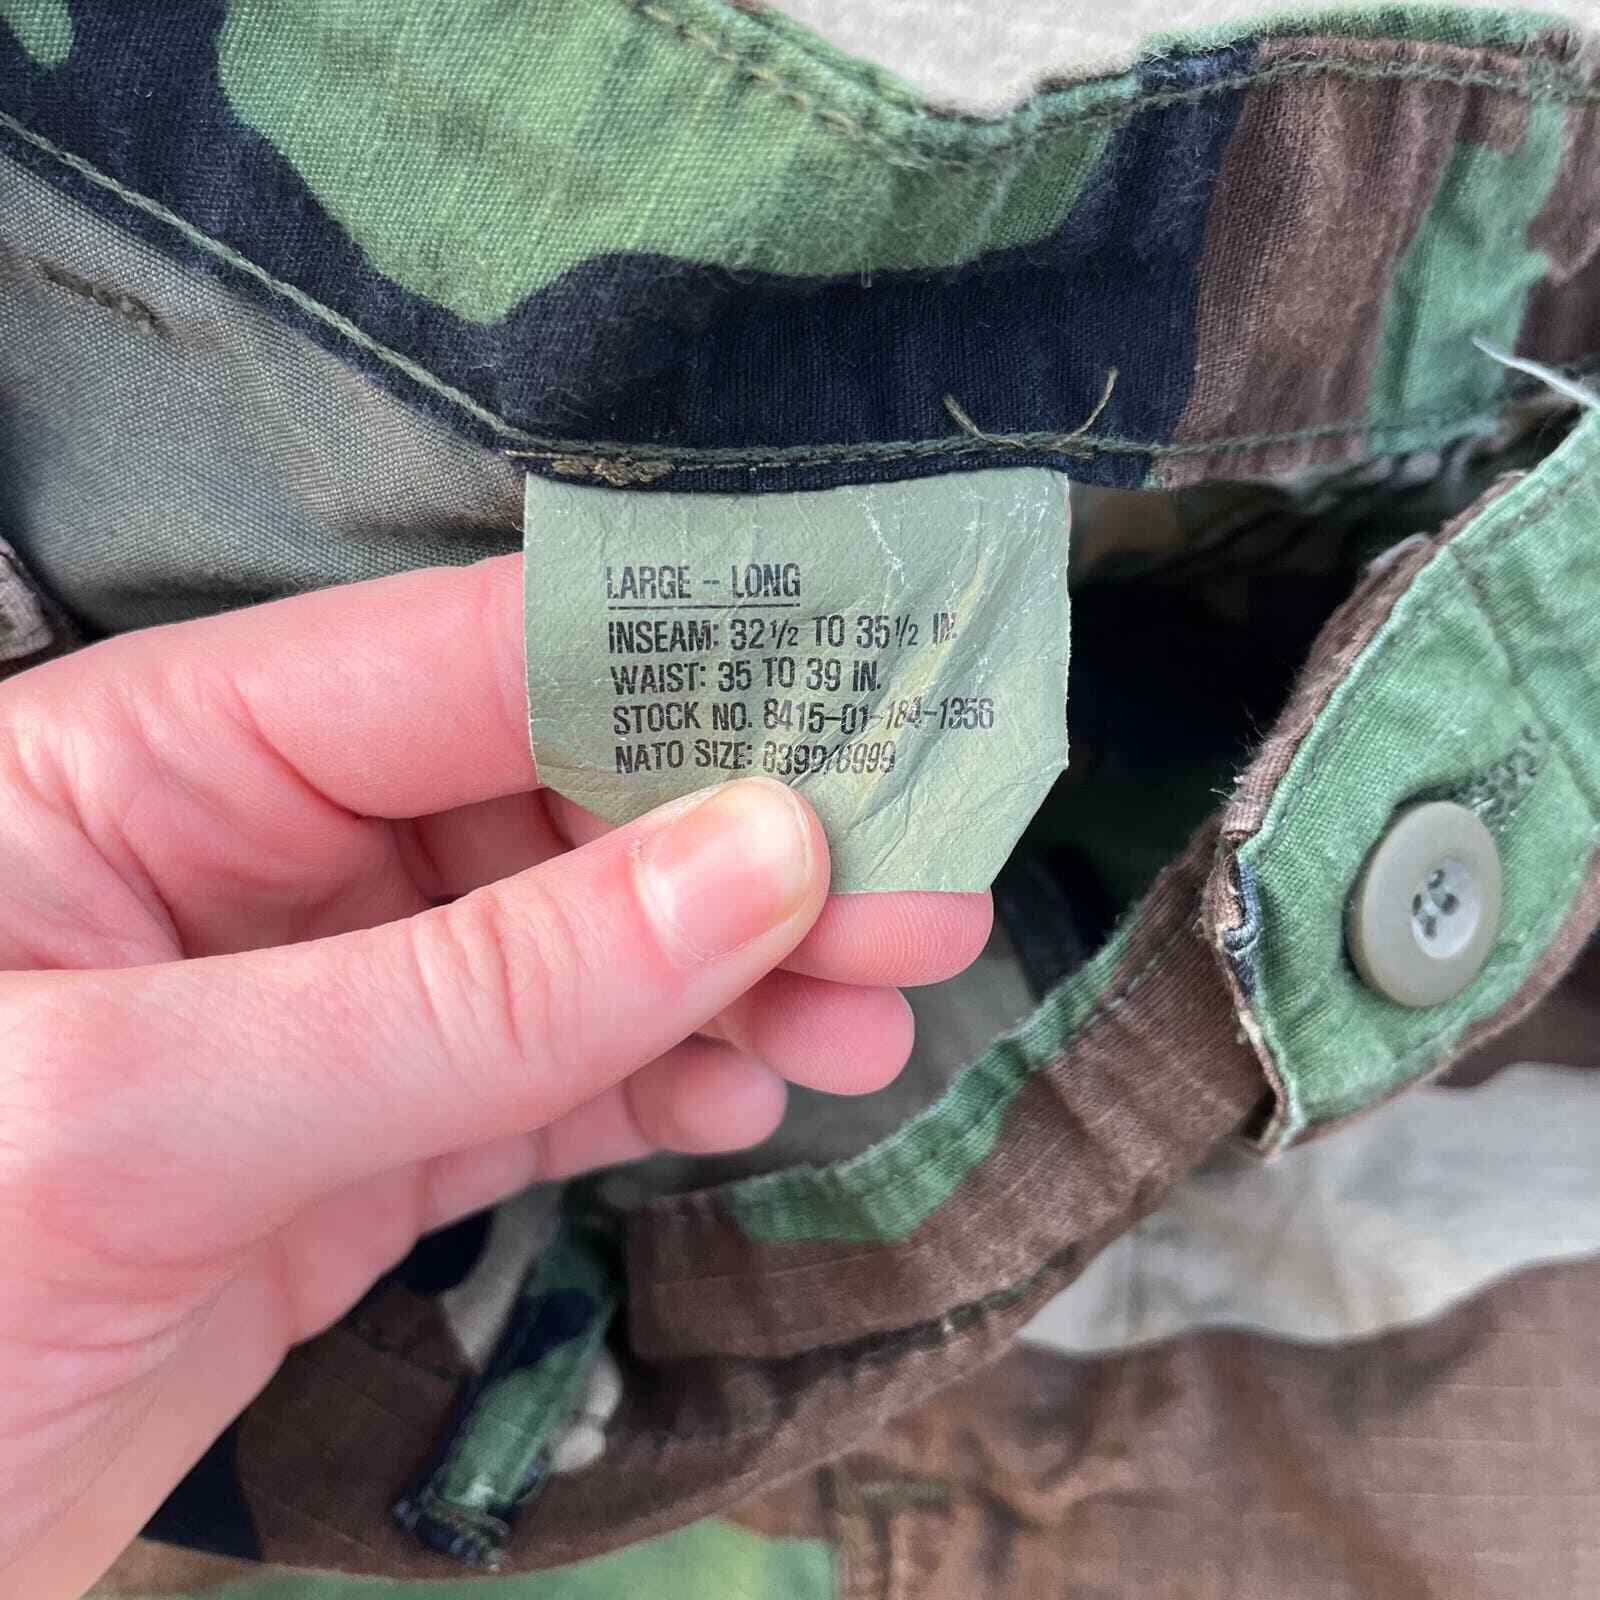 LARGE - LONG
INSEAM: 32 1/2 TO 35 1/2 IN.
WAIST: 35 TO 39 IN.
STOCK NO. 8415-01-184-1356
NATO SIZE: 8399/8999